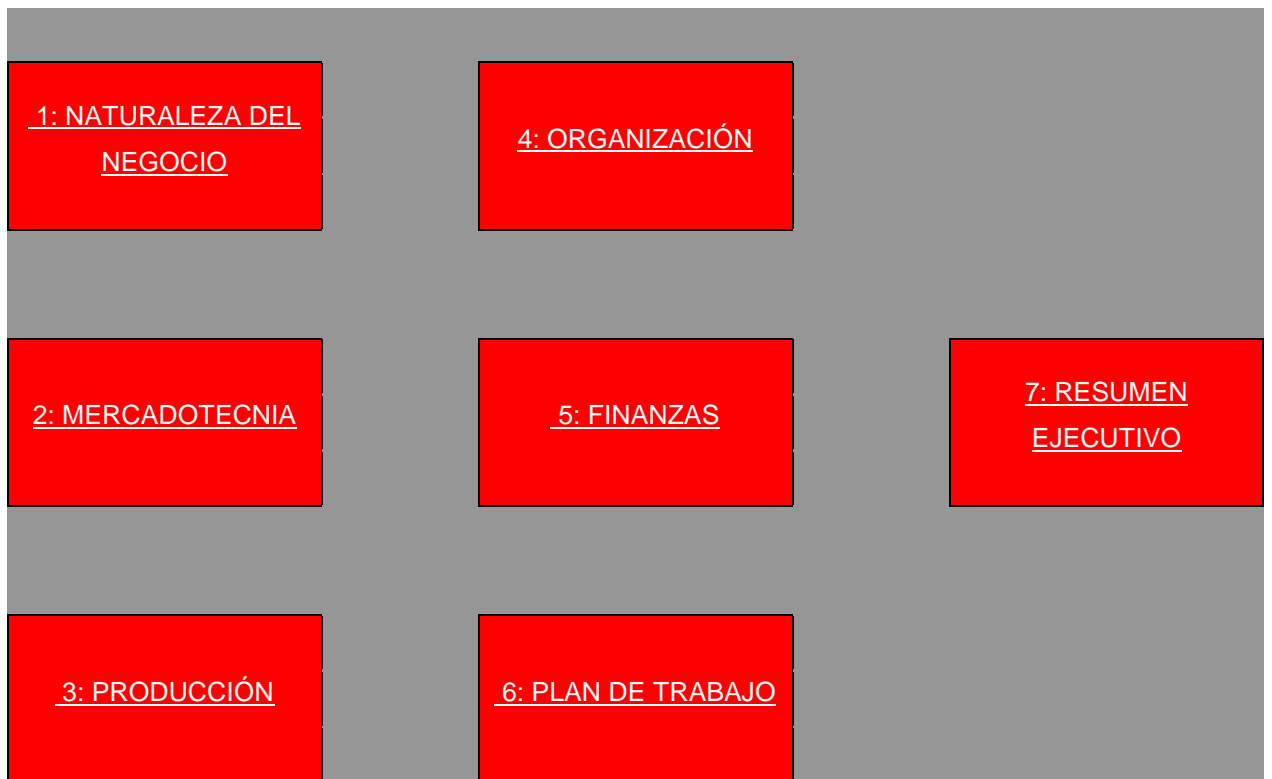 1: NATURALEZA DEL
NEGOCIO
2: MERCADOTECNIA
3: PRODUCCIÓN
4: ORGANIZACIÓN
5: FINANZAS
6: PLAN DE TRABAJO
7: RESUMEN
EJECUTIVO